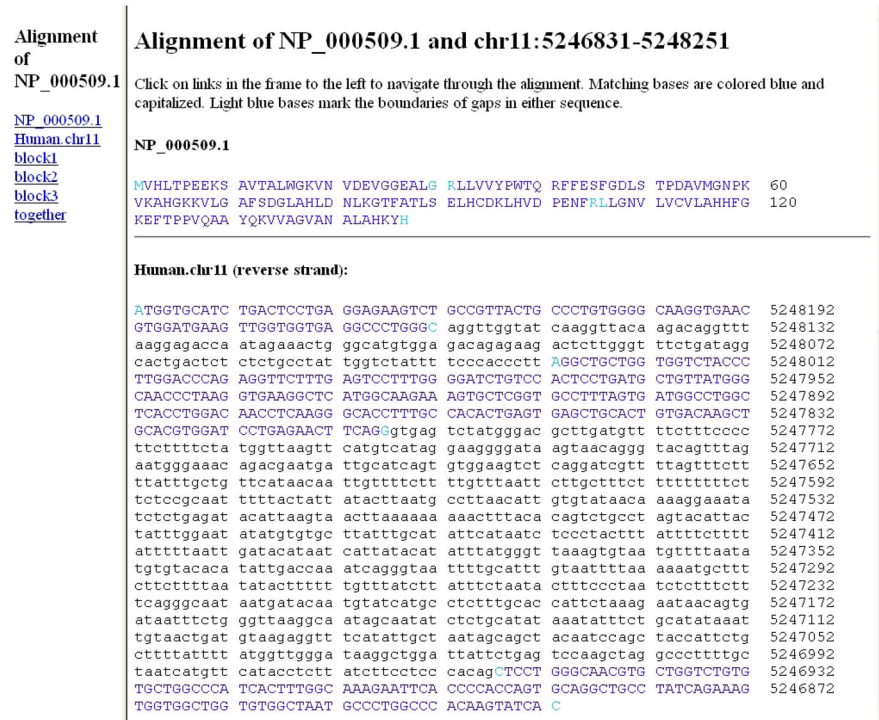 Alignment
of
NP_000509.1
NP_000509.1
Human.chr11
block1
block2
block3
together
Alignment of NP_000509.1 and chr11:5246831-5248251
Click on links in the frame to the left to navigate through the alignment. Matching bases are colored blue and
capitalized. Light blue bases mark the boundaries of gaps in either sequence.
NP_000509.1
MVHLTPEEKS AVTALWGKVN VDEVGGEALG RLLVVYPWTQ RFFESFGDLS TPDAVMGNPK 60
VKAHGKKVLG AFSDGLAHLD NLKGTFATLS ELHCDKLHVD PENFRLLGNV LVCVLAHHFG 120
KEFTPPVQAA YQKVVAGVAN ALAHKYH
Human.chr11 (reverse strand):
ATGGTGCATC TGACTCCTGA GGAGAAGTCT GCCGTTACTG CCCTGTGGGG CAAGGTGAAC 5248192
GTGGATGAAG TTGGTGGTGA GGCCCTGGGC aggttggtat caaggttaca agacaggttt 5248132
aaggagacca atagaaactg ggcatgtgga gacagagaag actcttgggt ttctgatagg 5248072
cactgactct ctctgcctat tggtctattt tcccaccctt AGGCTGCTGG TGGTCTACCC 5248012
TTGGACCCAG AGGTTCTTTG AGTCCTTTGG GGATCTGTCC ACTCCTGATG CTGTTATGGG 5247952
CAACCCTAAG GTGAAGGCTC ATGGCAAGAA AGTGCTCGGT GCCTTTAGTG ATGGCCTGGC 5247892
TCACCTGGAC AACCTCAAGG GCACCTTTGC CACACTGAGT GAGCTGCACT GTGACAAGCT 5247832
GCACGTGGAT CCTGAGAACT TCAGGgtgag tctatgggac gcttgatgtt ttctttcccc 5247772
ttcttttcta tggttaagtt catgtcatag gaaggggata agtaacaggg tacagtttag 5247712
aatgggaaac agacgaatga ttgcatcagt gtggaagtct caggatcgtt ttagtttctt 5247652
ttatttgctg ttcataacaa ttgttttctt ttgtttaatt cttgctttct ttttttttct 5247592
tctccgcaat ttttactatt atacttaatg ccttaacatt gtgtataaca aaaggaaata 5247532
tctctgagat acattaagta acttaaaaaa aaactttaca cagtctgcct agtacattac 5247472
tatttggaat atatgtgtgc ttatttgcat attcataatc tccctacttt attttctttt 5247412
atttttaatt gatacataat cattatacat atttatgggt taaagtgtaa tgttttaata 5247352
tgtgtacaca tattgaccaa atcagggtaa ttttgcattt gtaattttaa aaaatgcttt 5247292
cttcttttaa tatacttttt tgtttatctt atttctaata ctttccctaa tctctttctt 5247232
tcagggcaat aatgatacaa tgtatcatgc ctctttgcac cattctaaag aataacagtg 5247172
ataatttctg ggttaaggca atagcaatat ctctgcatat aaatatttct gcatataaat 5247112
tgtaactgat gtaagaggtt tcatattgct aatagcagct acaatccagc taccattctg 5247052
cttttatttt atggttggga taaggctgga ttattctgag tccaagctag gcccttttgc 5246992
taatcatgtt catacctctt atcttcctcc cacagCTCCT GGGCAACGTG CTGGTCTGTG 5246932
TGCTGGCCCA TCACTTTGGC AAAGAATTCA CCCCACCAGT GCAGGCTGCC TATCAGAAAG 5246872
TGGTGGCTGG TGTGGCTAAT GCCCTGGCCC ACAAGTATCA C